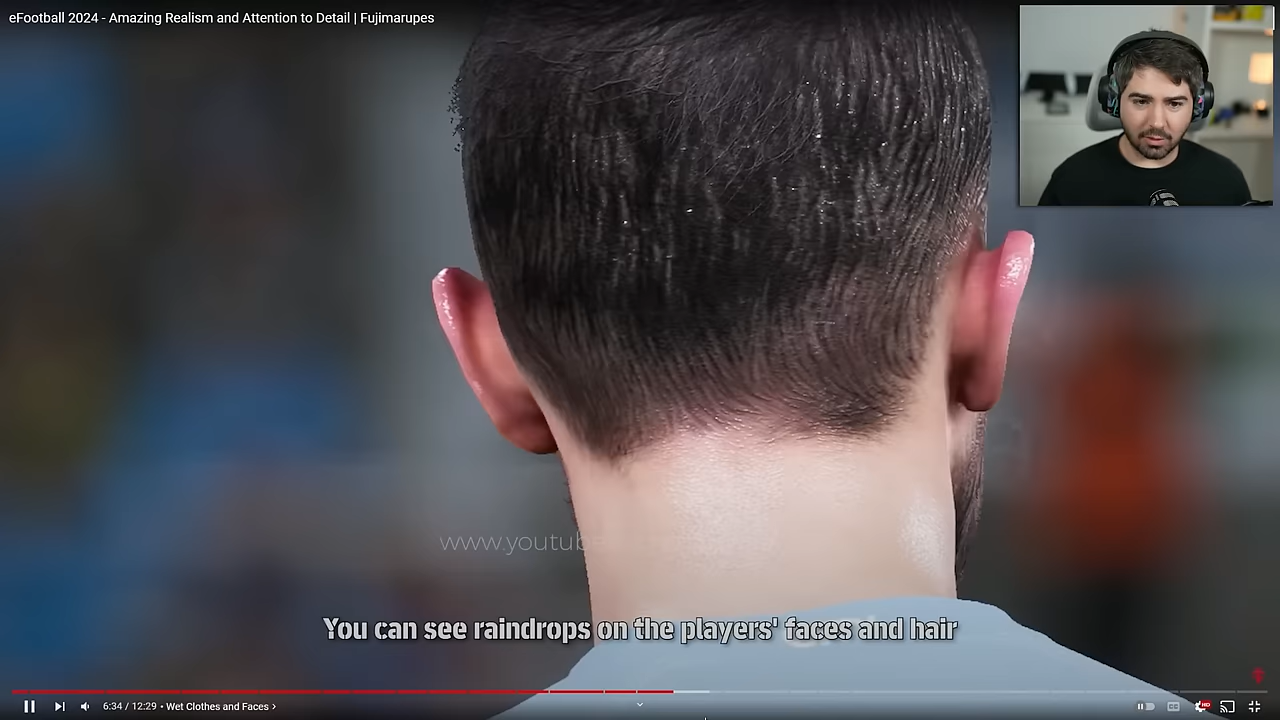 eFootball 2024 - Amazing Realism and Attention to Detail | Fujimarupes
www.youtube
You can see raindrops on the players' faces and hair
6:34 / 12:29 • Wet Clothes and Faces
HD